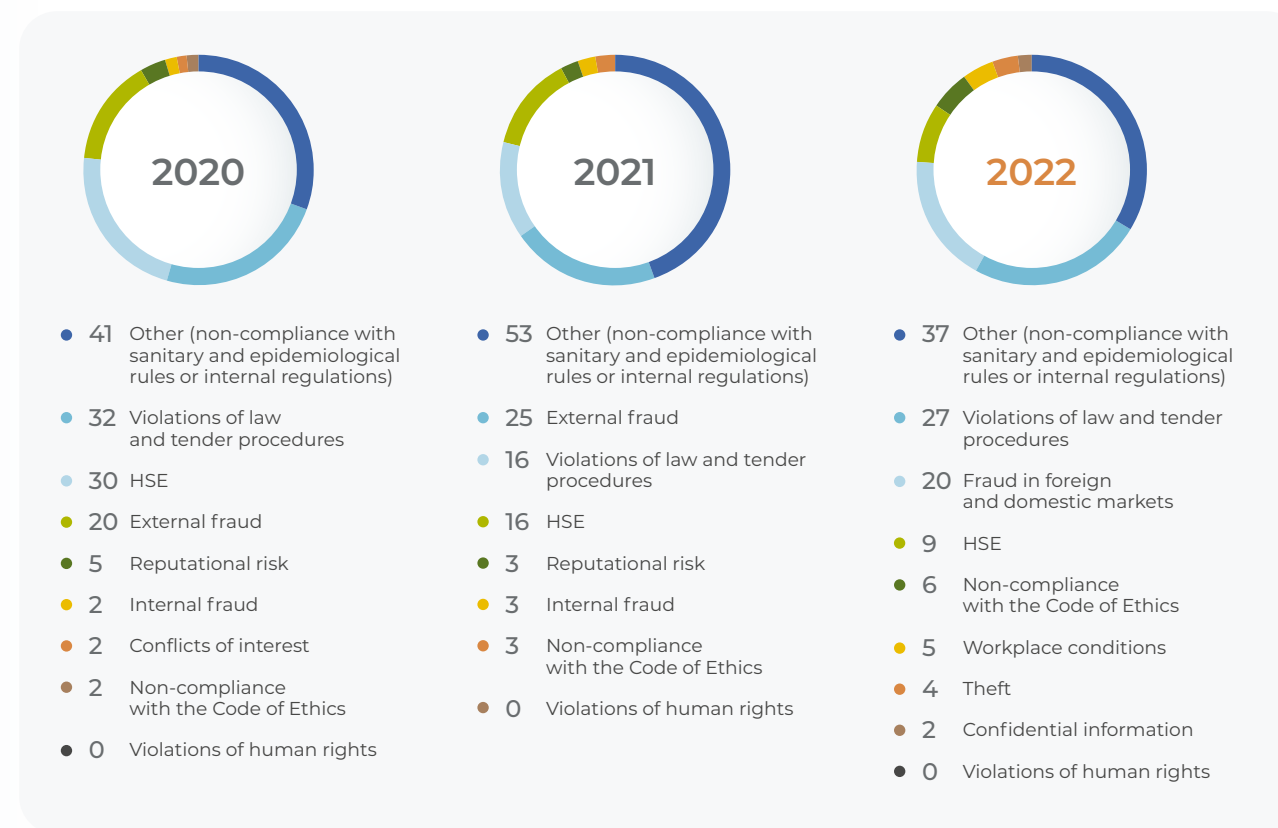 2020
41 Other (non-compliance with
sanitary and epidemiological
rules or internal regulations)
32 Violations of law
and tender procedures
30 HSE
20 External fraud
5 Reputational risk
2 Internal fraud
2 Conflicts of interest
2 Non-compliance
with the Code of Ethics
0 Violations of human rights
2021
53 Other (non-compliance with
sanitary and epidemiological
rules or internal regulations)
25 External fraud
16 Violations of law and tender
procedures
16 HSE
3 Reputational risk
3 Internal fraud
3 Non-compliance
with the Code of Ethics
0 Violations of human rights
2022
37 Other (non-compliance with
sanitary and epidemiological
rules or internal regulations)
27 Violations of law and tender
procedures
20 Fraud in foreign
and domestic markets
9 HSE
6 Non-compliance
with the Code of Ethics
5 Workplace conditions
4 Theft
2 Confidential information
0 Violations of human rights